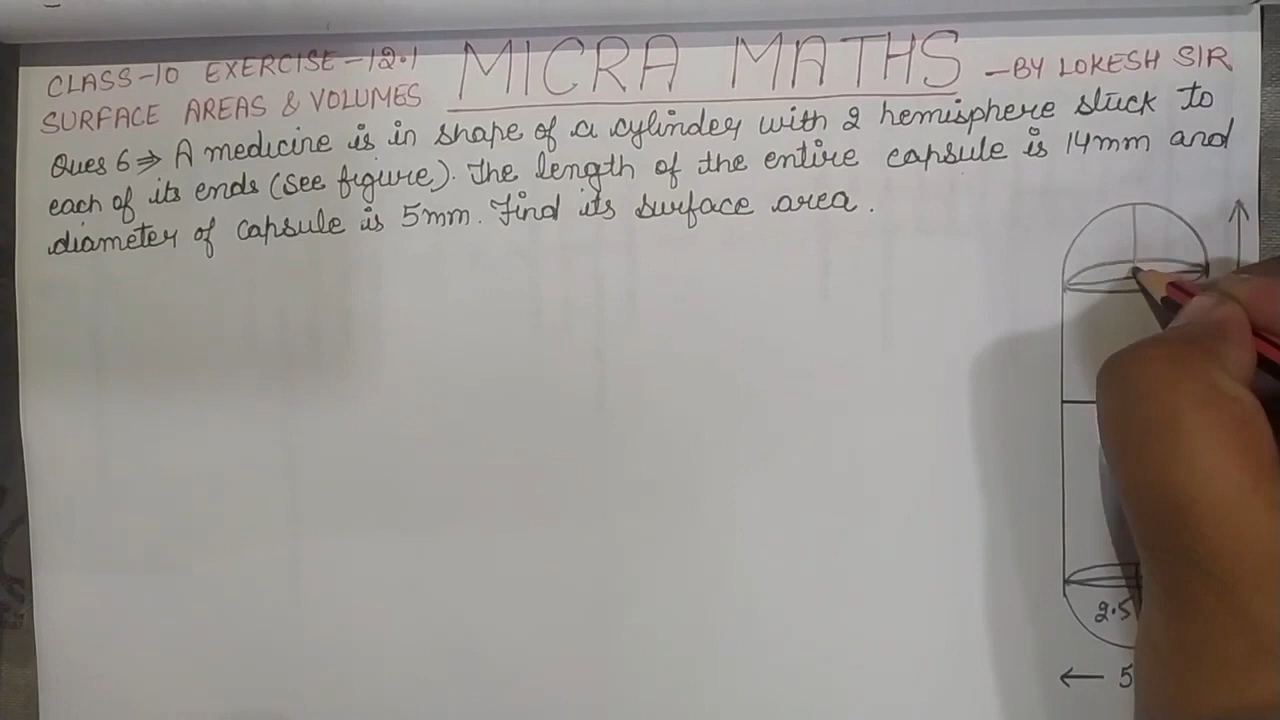 CLASS-10 EXERCISE-12.1 MICRA MATHS -BY LOKESH SIR
SURFACE AREAS & VOLUMES
Ques 6 ⇒ A medicine is in shape of a cylinder with 2 hemisphere stuck to
each of its ends (see figure). The length of the entire capsule is 14mm and
diameter of capsule is 5mm. Find its surface area.
2.5
← 5